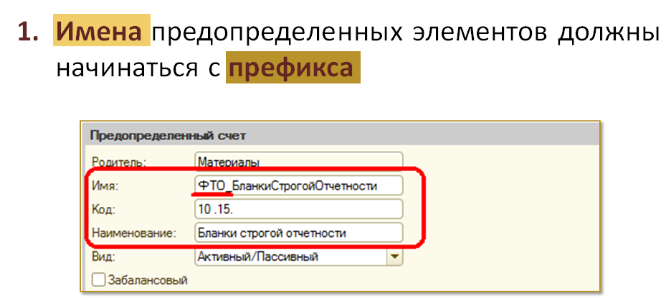 1. Имена предопределенных элементов должны
начинаться с префикса
Предопределенный счет
Родитель: Материалы
Имя: ФТО_БланкиСтрогойОтчетности
Код: 10 .15.
Наименование: Бланки строгой отчетности
Вид: Активный/Пассивный
Забалансовый